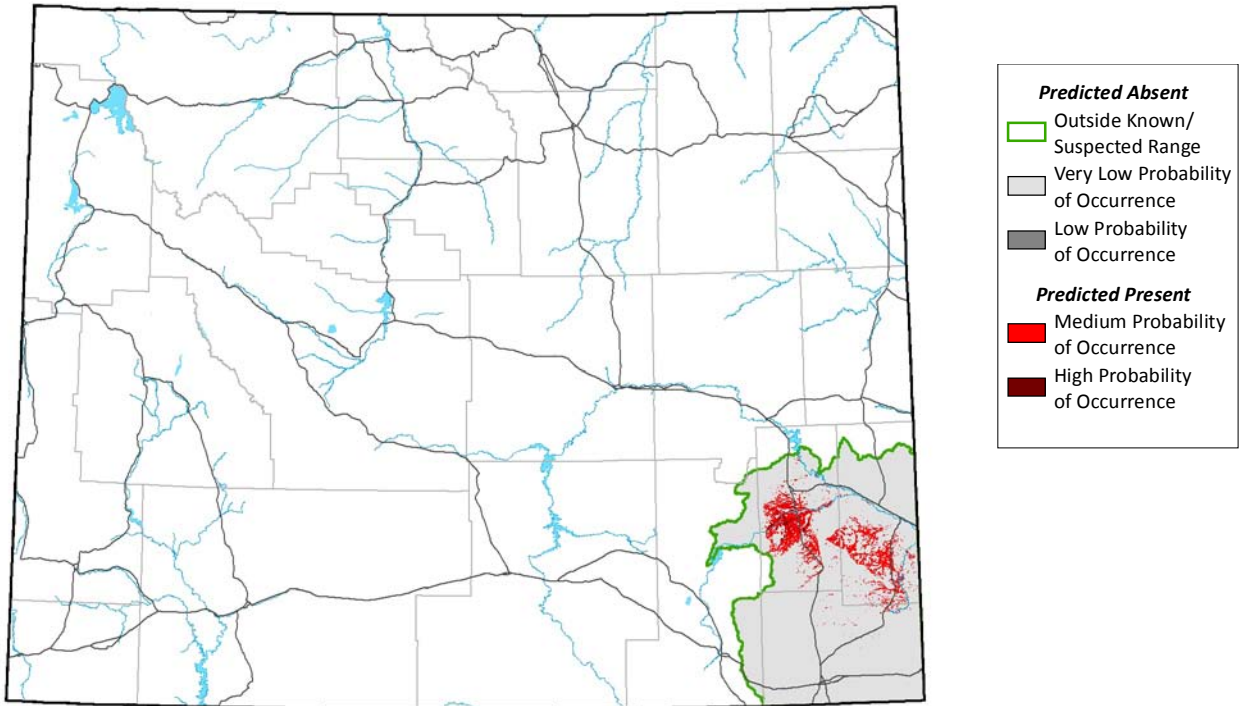 Predicted Absent
Outside Known/
Suspected Range
Very Low Probability
of Occurrence
Low Probability
of Occurrence
Predicted Present
Medium Probability
of Occurrence
High Probability
of Occurrence